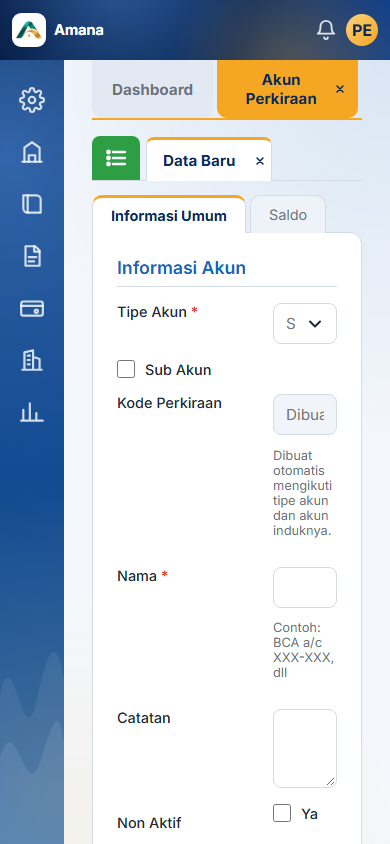 Amana
PE
Dashboard
Akun
Perkiraan
Data Baru
Informasi Umum
Saldo
Informasi Akun
Tipe Akun *
S
Sub Akun
Kode Perkiraan
Dibua
Dibuat
otomatis
mengikuti
tipe akun
dan akun
induknya.
Nama *
Contoh:
BCA a/c
XXX-XXX,
dll
Catatan
Non Aktif
Ya